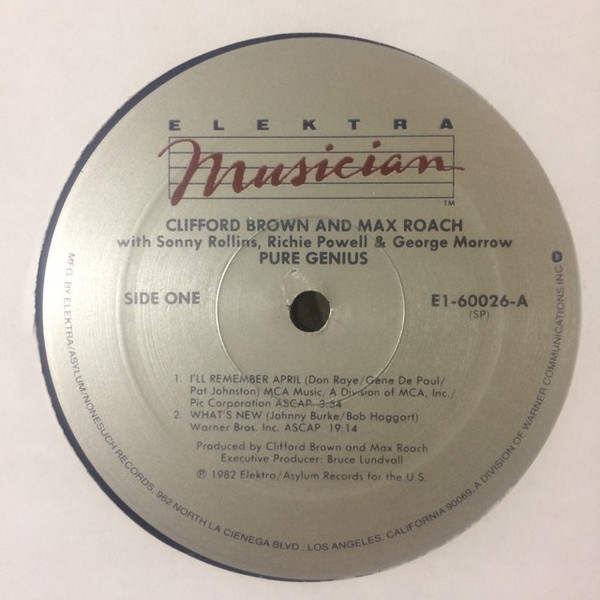 ELEKTRA
Musician
TM
CLIFFORD BROWN AND MAX ROACH
with Sonny Rollins, Richie Powell & George Morrow
PURE GENIUS
SIDE ONE
E1-60026-A
(SP)
1. I'LL REMEMBER APRIL (Don Raye/Gene De Paul/
Pat Johnston) MCA Music, A Division of MCA, Inc./
Pic Corporation ASCAP 3:34
2. WHAT'S NEW (Johnny Burke/Bob Haggart)
Warner Bros. Inc. ASCAP 19:14
Produced by Clifford Brown and Max Roach
Executive Producer: Bruce Lundvall
℗ 1982 Elektra/Asylum Records for the U.S.
MFG. BY ELEKTRA/ASYLUM/NONESUCH RECORDS, 962 NORTH LA CIENEGA BLVD., LOS ANGELES, CALIFORNIA 90069, A DIVISION OF WARNER COMMUNICATIONS INC.